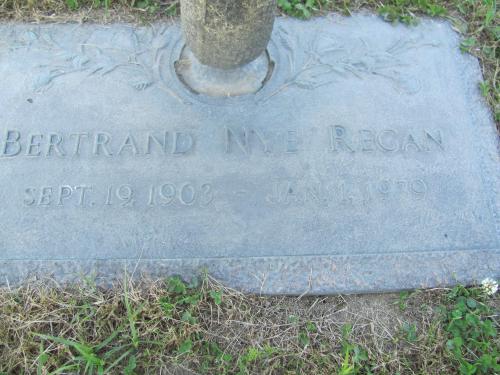 BERTRAND NYE REGAN
SEPT. 19, 1903 - JAN. 1, 1979